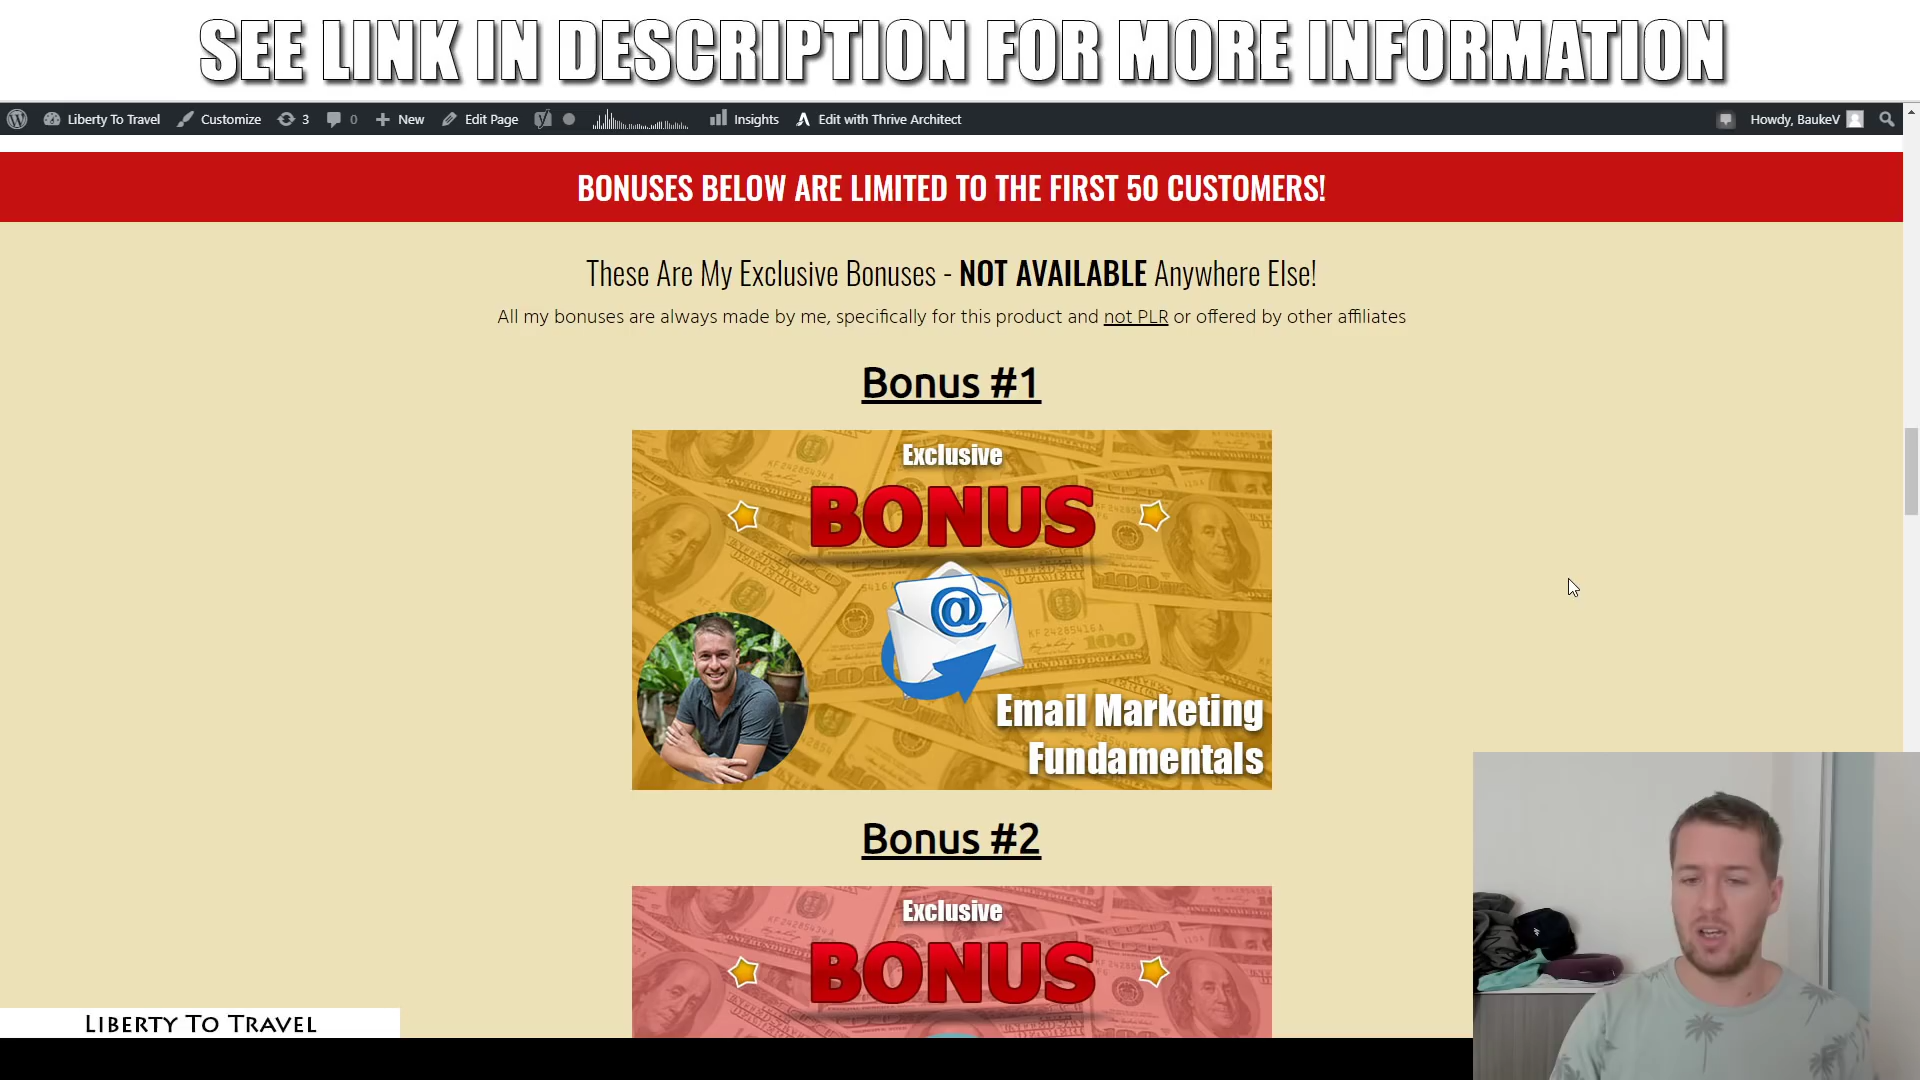 SEE LINK IN DESCRIPTION FOR MORE INFORMATION
Liberty To Travel Customize 3 0 New Edit Page Insights Edit with Thrive Architect Howdy, BaukeV
BONUSES BELOW ARE LIMITED TO THE FIRST 50 CUSTOMERS!
These Are My Exclusive Bonuses - NOT AVAILABLE Anywhere Else!
All my bonuses are always made by me, specifically for this product and not PLR or offered by other affiliates
Bonus #1
Exclusive
BONUS
@
Email Marketing
Fundamentals
Bonus #2
Exclusive
BONUS
LIBERTY TO TRAVEL